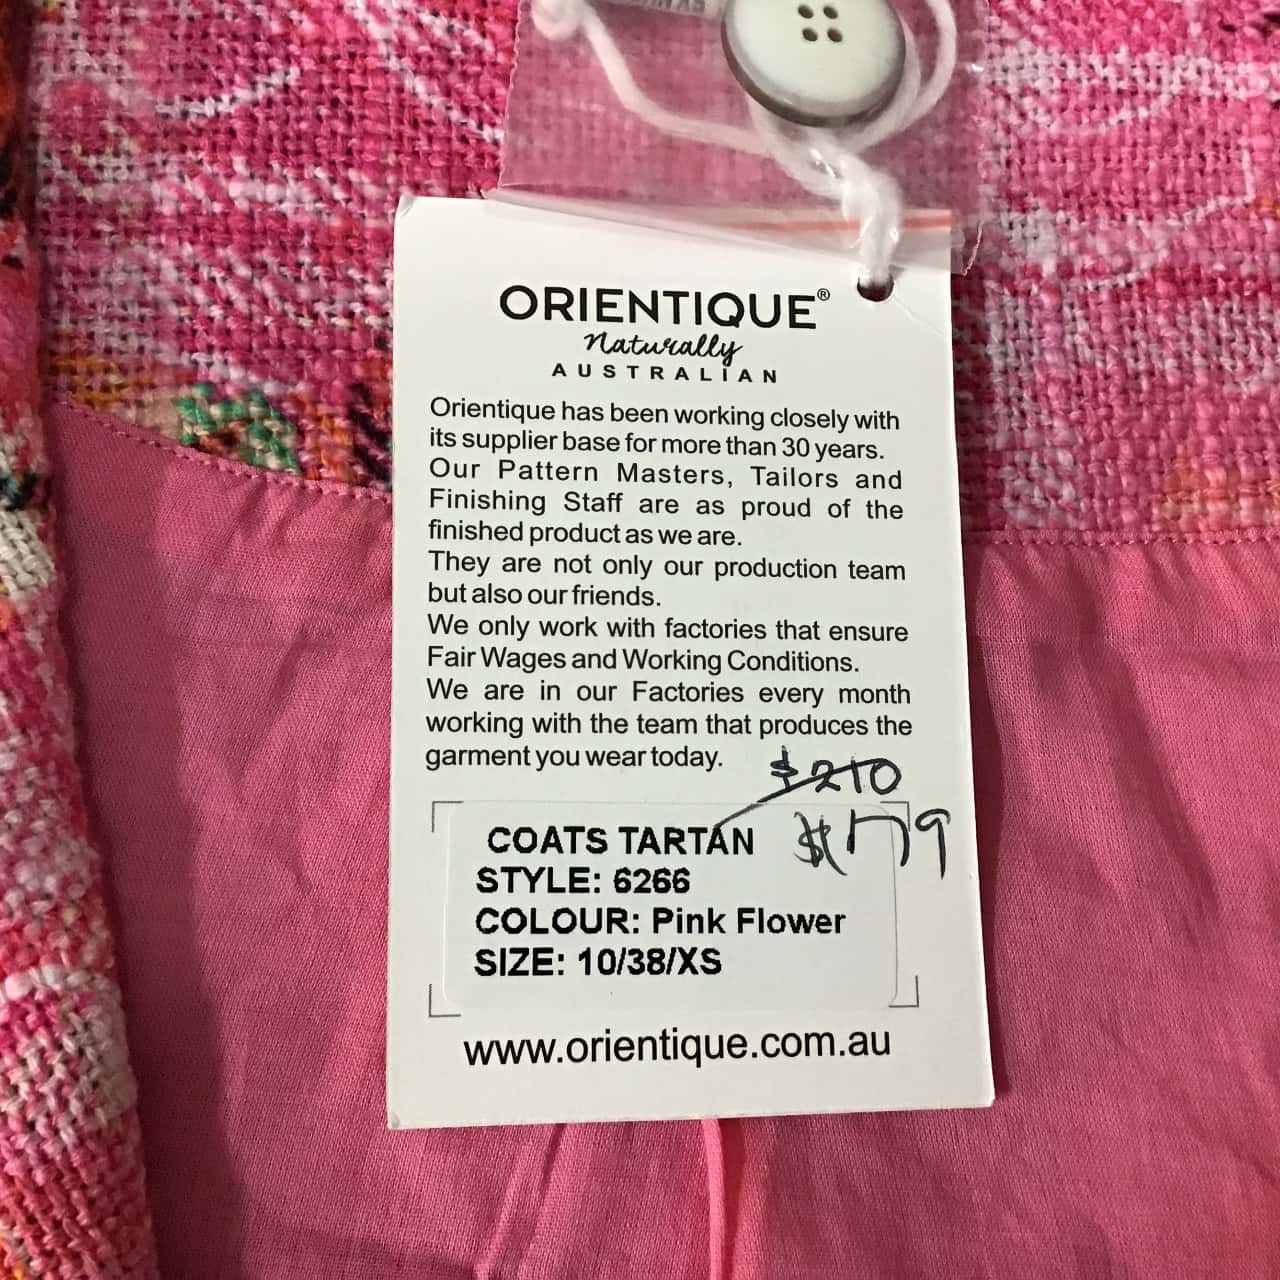 ORIENTIQUE®
Naturally
AUSTRALIAN
Orientique has been working closely with
its supplier base for more than 30 years.
Our Pattern Masters, Tailors and
Finishing Staff are as proud of the
finished product as we are.
They are not only our production team
but also our friends.
We only work with factories that ensure
Fair Wages and Working Conditions.
We are in our Factories every month
working with the team that produces the
garment you wear today.
$210
$179
COATS TARTAN
STYLE: 6266
COLOUR: Pink Flower
SIZE: 10/38/XS
www.orientique.com.au